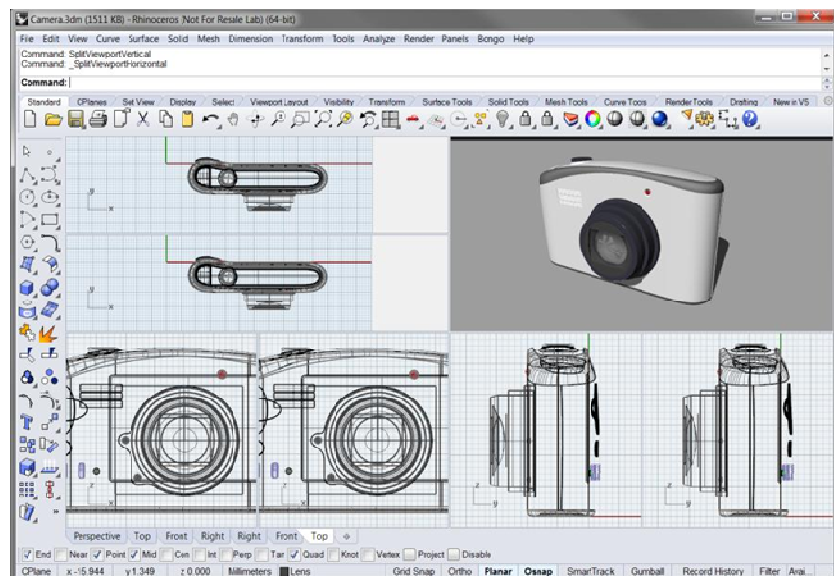 Camera.3dm (1511 KB) - Rhinoceros (Not For Resale Lab) (64-bit)
File Edit View Curve Surface Solid Mesh Dimension Transform Tools Analyze Render Panels Bongo Help
Command: SplitViewportVertical
Command: _SplitViewportHorizontal
Command:
Standard CPlanes Set View Display Select Viewport Layout Visibility Transform Surface Tools Solid Tools Mesh Tools Curve Tools Render Tools Drafting New in V5
y
x
y
x
z
x
z
x
z
y
z
y
Perspective Top Front Right Right Front Top
End Near Point Mid Cen Int Perp Tan Quad Knot Vertex Project Disable
CPlane x -15.944 y 1.349 z 0.000 Millimeters Lens Grid Snap Ortho Planar Osnap SmartTrack Gumball Record History Filter Avai...